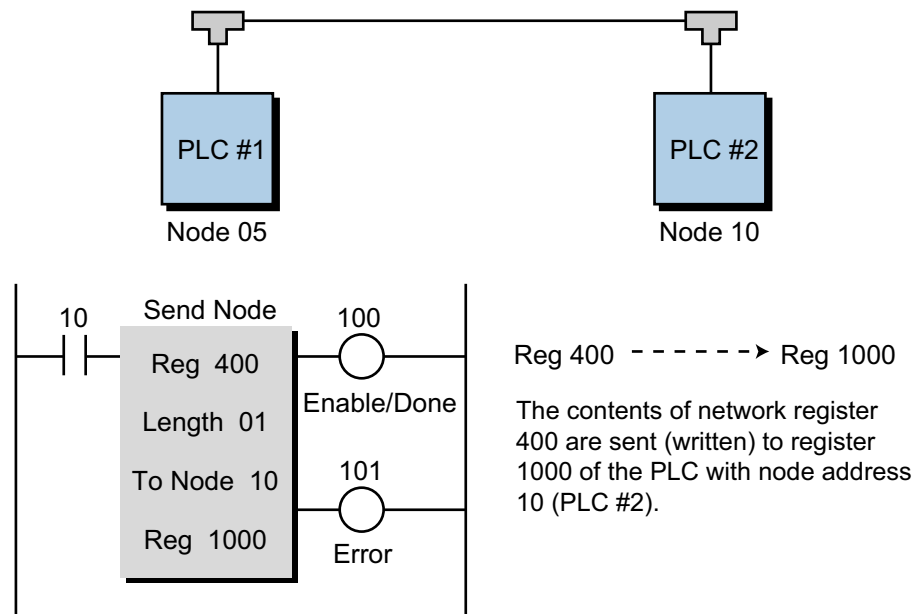 PLC #1
PLC #2
Node 05
Node 10
10
Send Node
Reg 400
Length 01
To Node 10
Reg 1000
100
Enable/Done
101
Error
Reg 400
Reg 1000
The contents of network register
400 are sent (written) to register
1000 of the PLC with node address
10 (PLC #2).